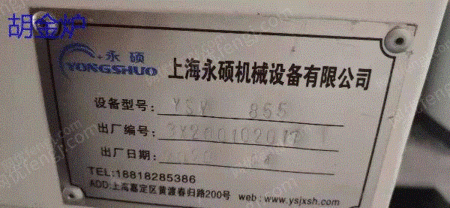 胡金炉
永硕
YONGSHUO
上海永硕机械设备有限公司
设备型号: YSV 855
出厂编号: 3Y200102017
出厂日期: 2020
TEL:18818285386
ADD:上海嘉定区黄渡春归路200号 web:www.ysjxsh.com